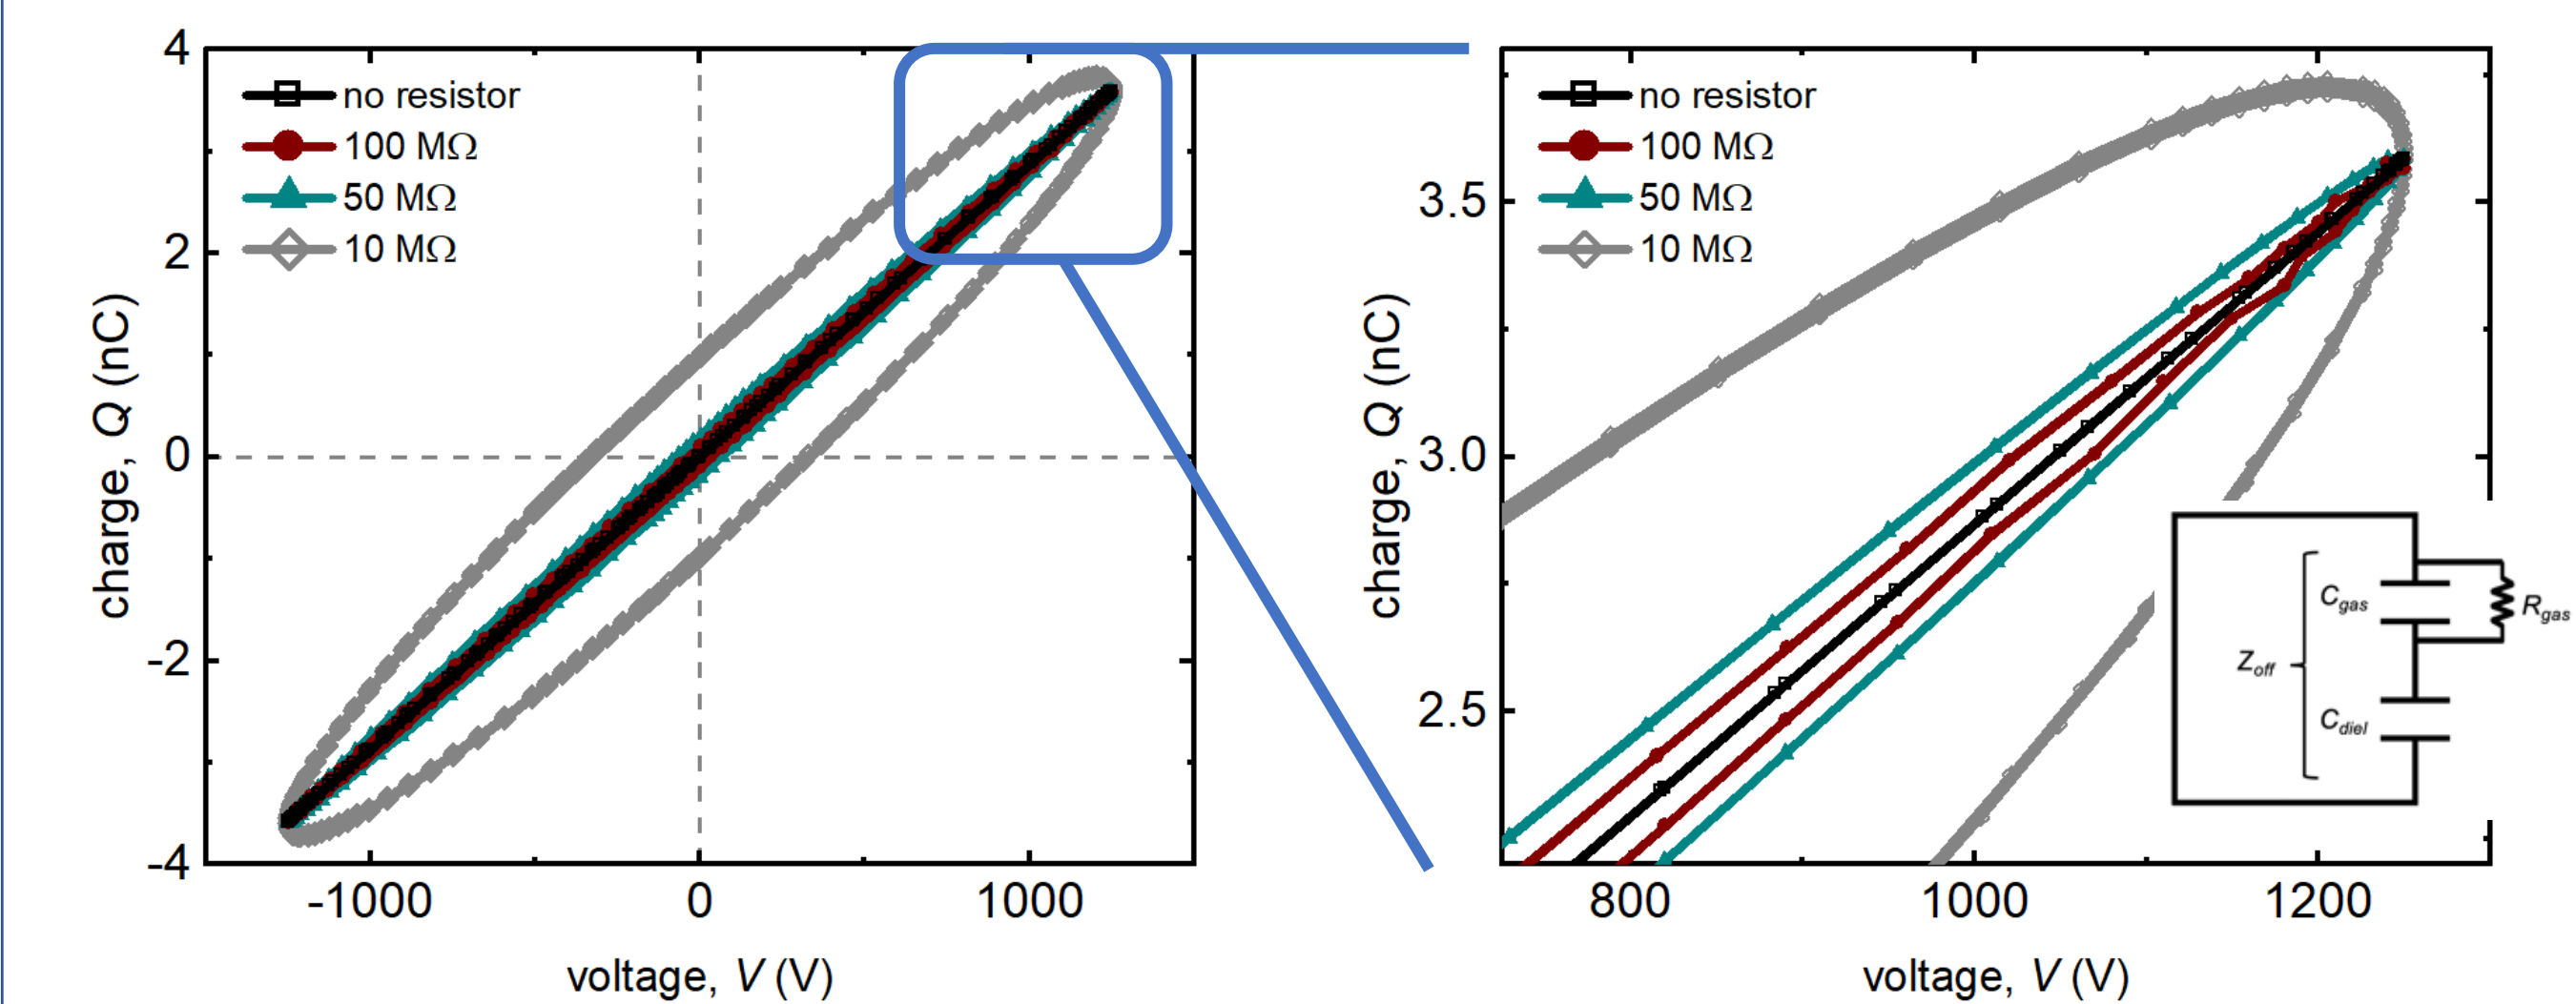 4
2
0
-2
-4
charge, Q (nC)
no resistor
100 MΩ
50 MΩ
10 MΩ
-1000 0 1000
voltage, V (V)
3.5
3.0
2.5
charge, Q (nC)
no resistor
100 MΩ
50 MΩ
10 MΩ
Cgas
Rgas
Zoff
Cdiel
800 1000 1200
voltage, V (V)